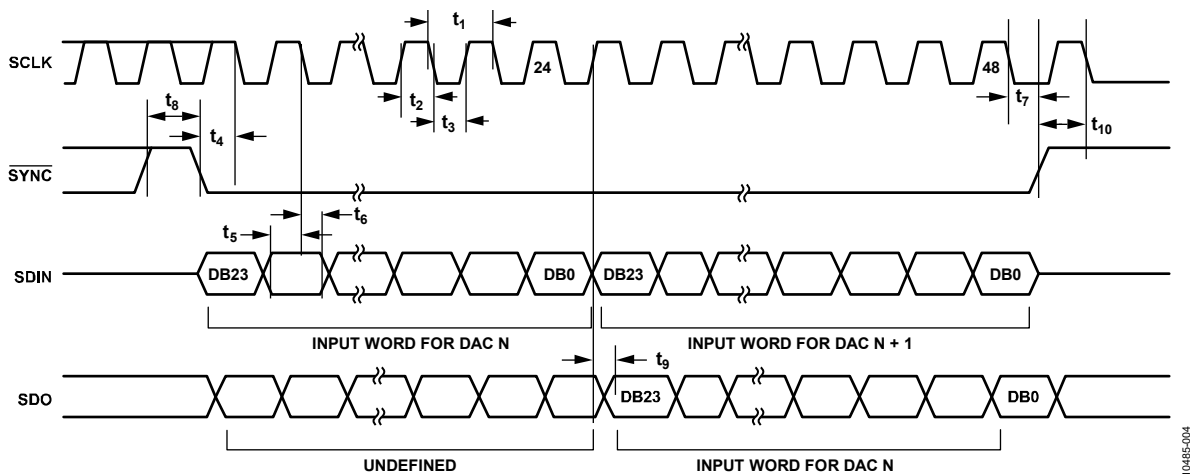 t1
SCLK
24
48
t2
t3
t7
t8
t4
t10
SYNC
t6
t5
SDIN
DB23
DB0
DB23
DB0
INPUT WORD FOR DAC N
INPUT WORD FOR DAC N + 1
t9
SDO
DB23
DB0
UNDEFINED
INPUT WORD FOR DAC N
10485-004